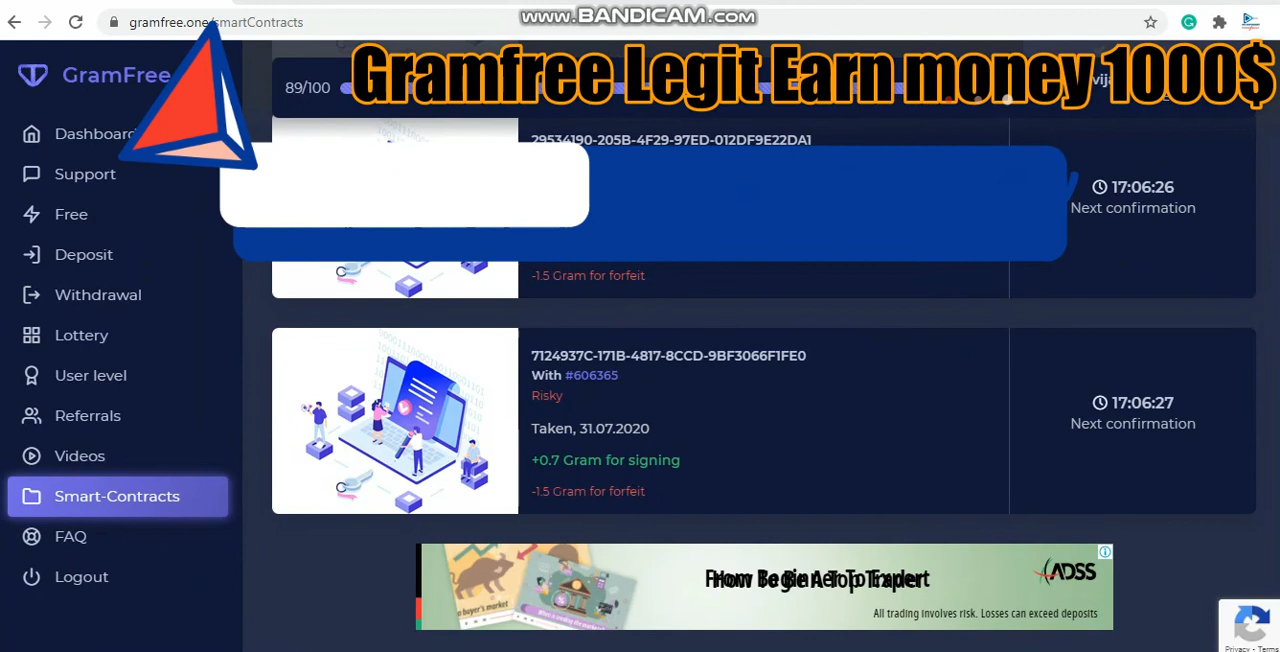 gramfree.one/smartContracts
www.BANDICAM.com
Gramfree Legit Earn money 1000$
GramFree
89/100
Dashboard
Support
Free
Deposit
Withdrawal
Lottery
User level
Referrals
Videos
Smart-Contracts
FAQ
Logout
29534190-205B-4F29-97ED-012DF9E22DA1
-1.5 Gram for forfeit
17:06:26
Next confirmation
7124937C-171B-4817-8CCD-9BF3066F1FE0
With #606365
Risky
Taken, 31.07.2020
+0.7 Gram for signing
-1.5 Gram for forfeit
17:06:27
Next confirmation
ADSS
All trading involves risk. Losses can exceed deposits
Privacy - Terms